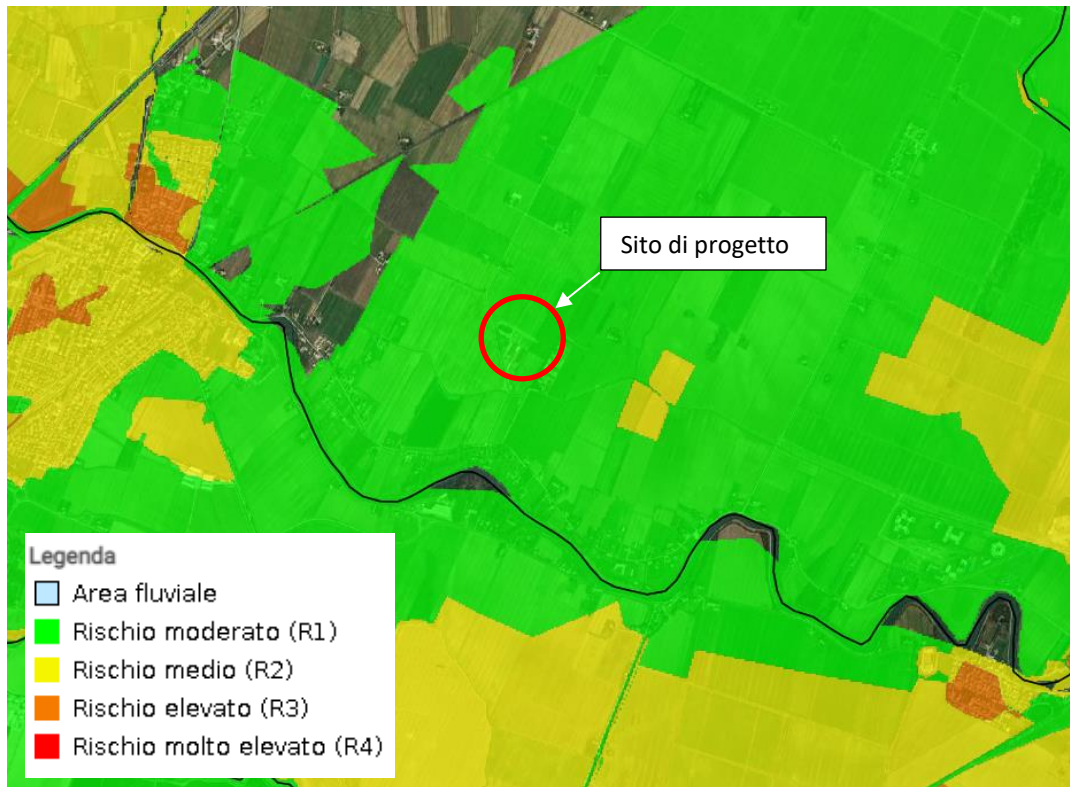 Sito di progetto
Legenda
Area fluviale
Rischio moderato (R1)
Rischio medio (R2)
Rischio elevato (R3)
Rischio molto elevato (R4)